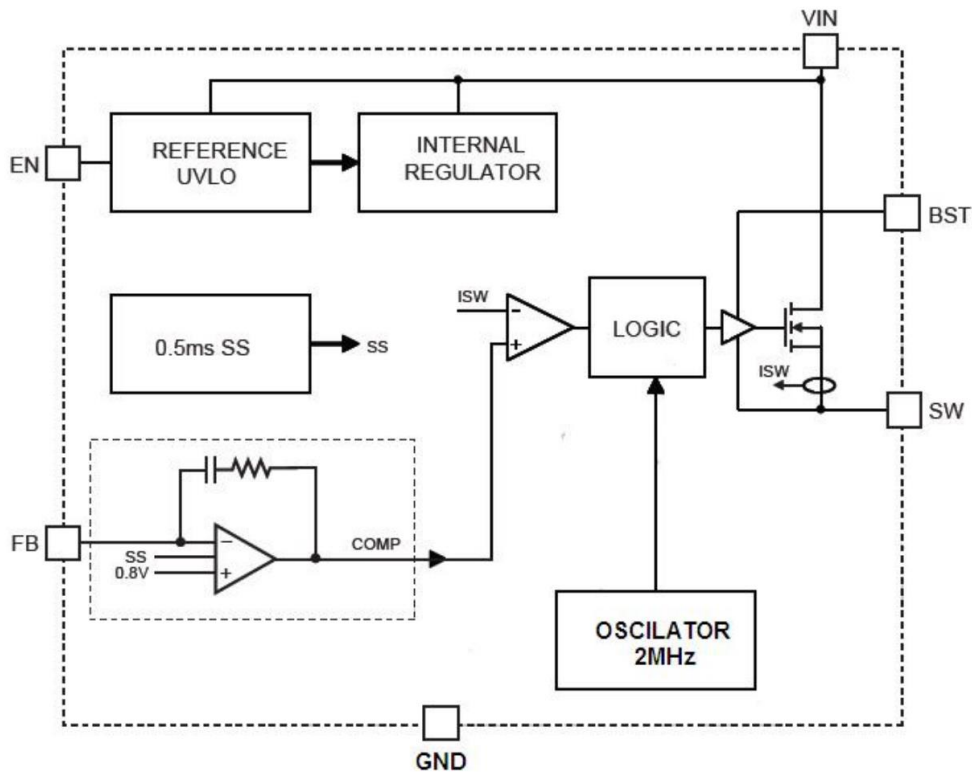 VIN
EN
REFERENCE
UVLO
INTERNAL
REGULATOR
BST
ISW
-
+
LOGIC
0.5ms SS
SS
ISW
SW
FB
-
SS
0.8V
+
COMP
OSCILATOR
2MHz
GND